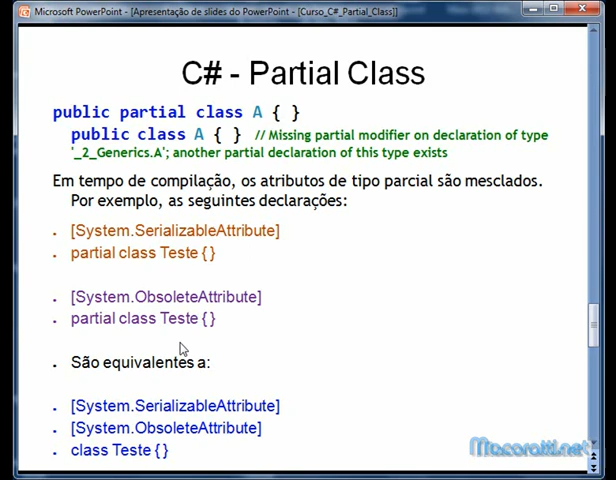 Microsoft PowerPoint - [Apresentação de slides do PowerPoint - [Curso_C#_Partial_Class]]
C# - Partial Class
public partial class A { }
public class A { } // Missing partial modifier on declaration of type
'_2_Generics.A'; another partial declaration of this type exists
Em tempo de compilação, os atributos de tipo parcial são mesclados.
Por exemplo, as seguintes declarações:
[System.SerializableAttribute]
partial class Teste { }
[System.ObsoleteAttribute]
partial class Teste { }
São equivalentes a:
[System.SerializableAttribute]
[System.ObsoleteAttribute]
class Teste { }
Macoratti.net